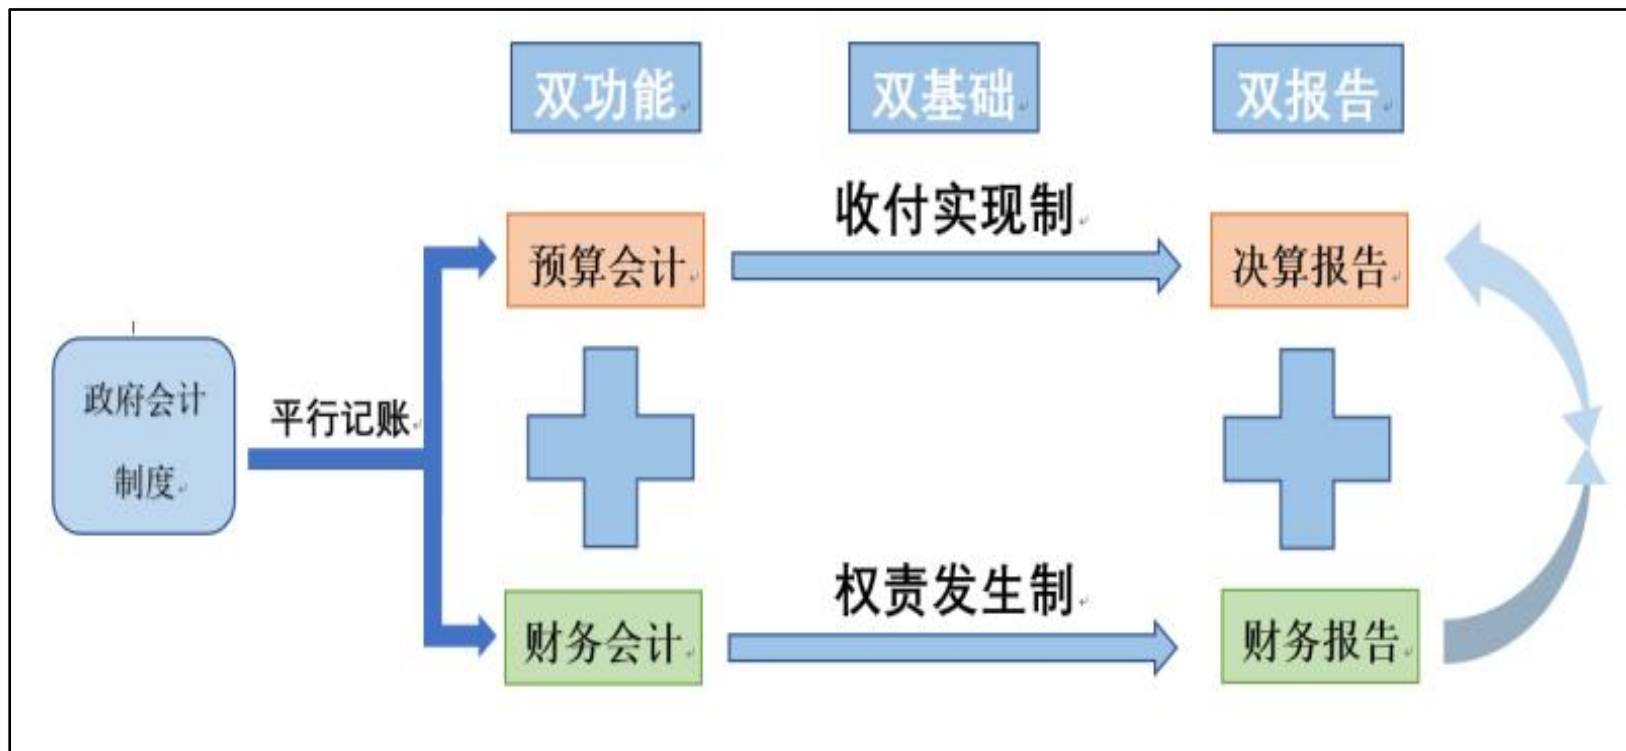 双功能
双基础
双报告
收付实现制
预算会计
决算报告
政府会计
制度
平行记账
权责发生制
财务会计
财务报告